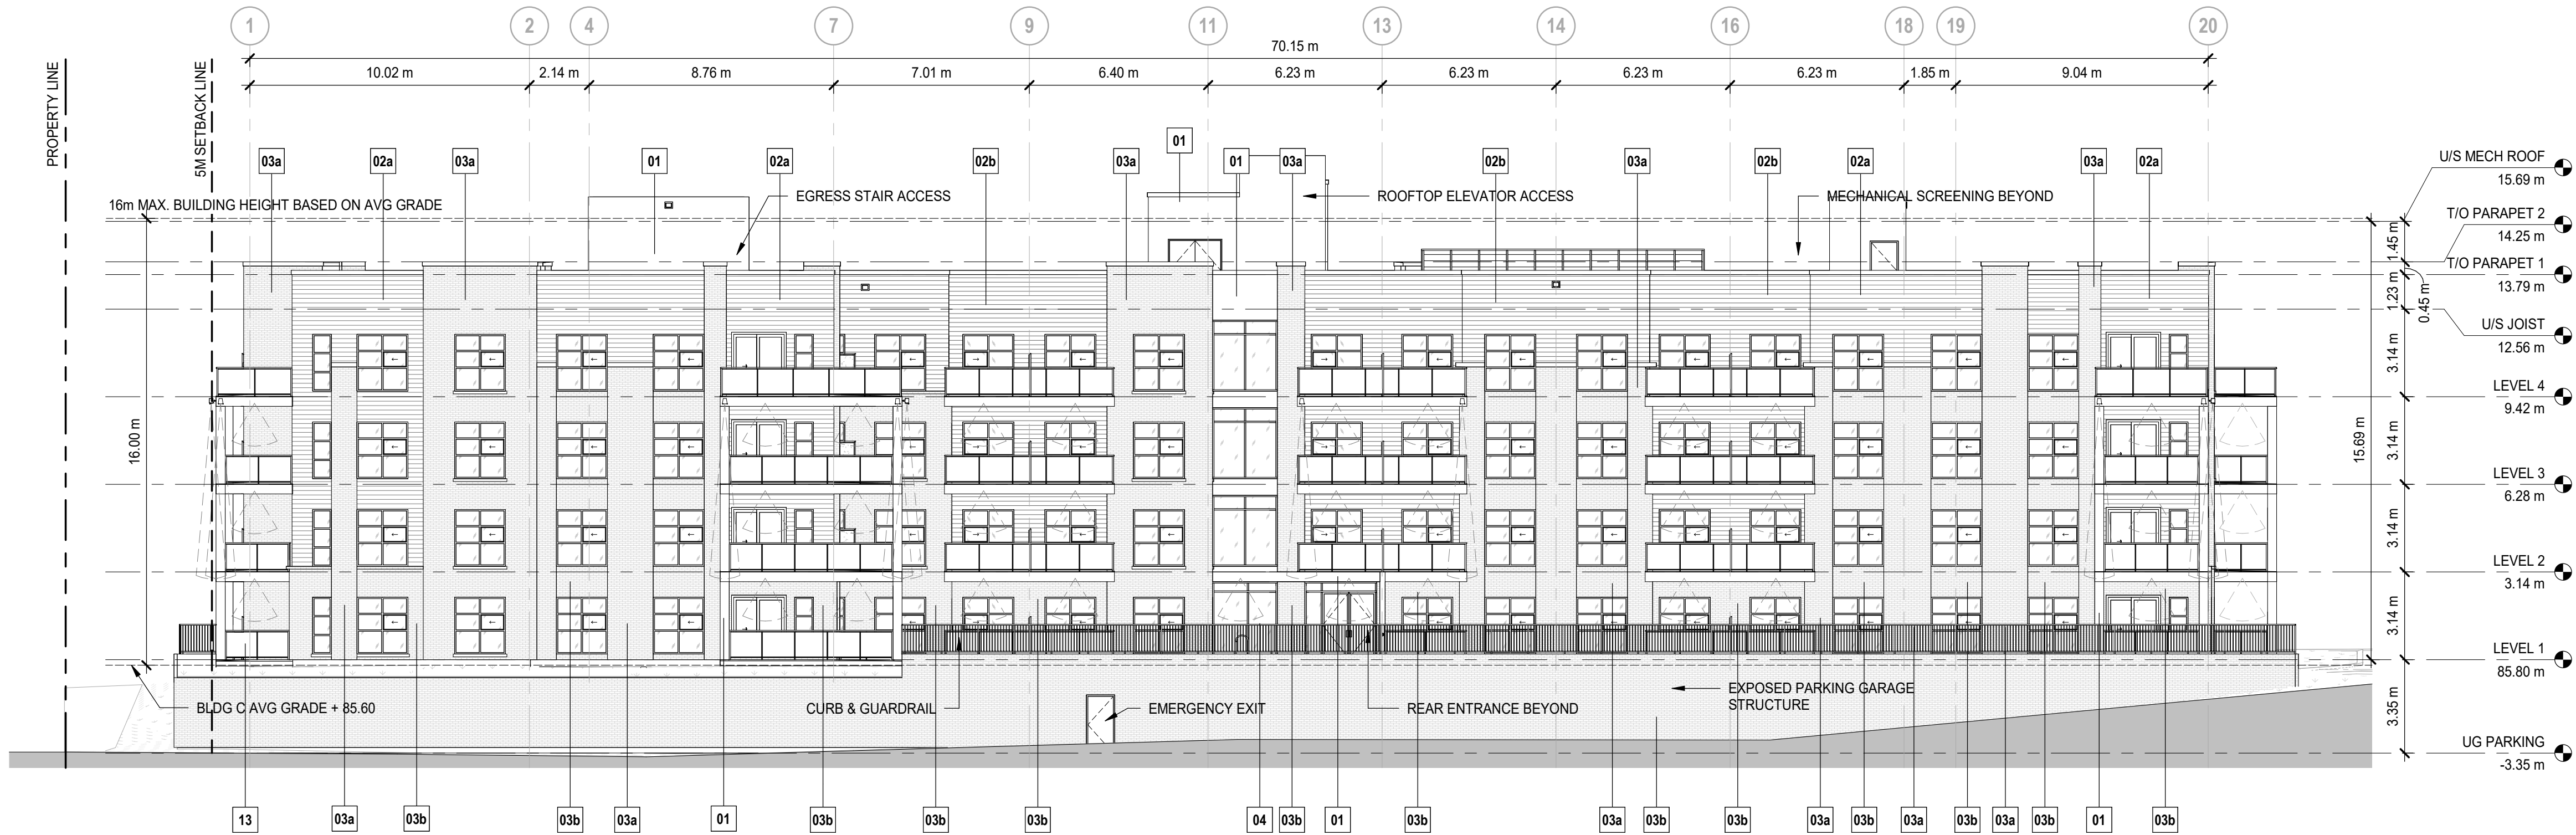 1
2
4
7
9
11
13
14
16
18
19
20
70.15 m
10.02 m
2.14 m
8.76 m
7.01 m
6.40 m
6.23 m
6.23 m
6.23 m
6.23 m
1.85 m
9.04 m
PROPERTY LINE
5M SETBACK LINE
03a
02a
03a
01
02a
02b
03a
01
01
03a
02b
03a
02b
02a
03a
02a
16m MAX. BUILDING HEIGHT BASED ON AVG GRADE
EGRESS STAIR ACCESS
ROOFTOP ELEVATOR ACCESS
MECHANICAL SCREENING BEYOND
U/S MECH ROOF
15.69 m
T/O PARAPET 2
14.25 m
T/O PARAPET 1
13.79 m
U/S JOIST
12.56 m
LEVEL 4
9.42 m
LEVEL 3
6.28 m
LEVEL 2
3.14 m
LEVEL 1
85.80 m
UG PARKING
-3.35 m
1.45 m
0.45 m
1.23 m
3.14 m
3.14 m
3.14 m
3.14 m
3.35 m
15.69 m
16.00 m
BLDG C AVG GRADE + 85.60
CURB & GUARDRAIL
EMERGENCY EXIT
REAR ENTRANCE BEYOND
EXPOSED PARKING GARAGE
STRUCTURE
13
03a
03b
03b
03a
01
03b
03b
03b
04
03b
01
03b
03a
03b
03b
03a
03b
03a
03b
03a
03b
01
03b